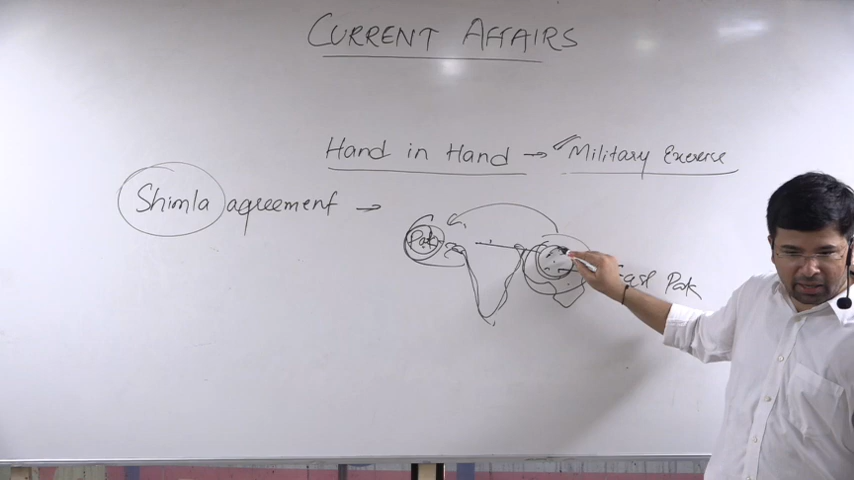 CURRENT AFFAIRS
Hand in Hand → Military Exercise
Shimla agreement →
Pak
East Pak